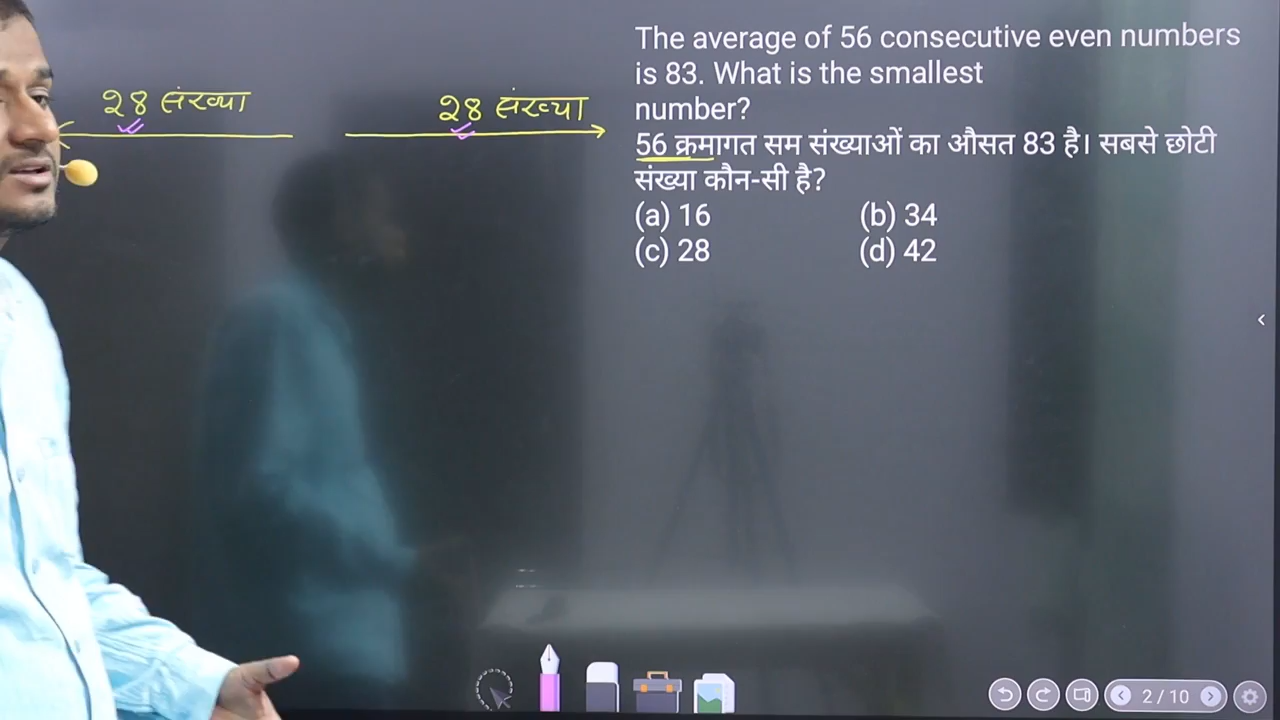 28 संख्या
28 संख्या
The average of 56 consecutive even numbers
is 83. What is the smallest
number?
56 क्रमागत सम संख्याओं का औसत 83 है। सबसे छोटी
संख्या कौन-सी है?
(a) 16 (b) 34
(c) 28 (d) 42
2 / 10